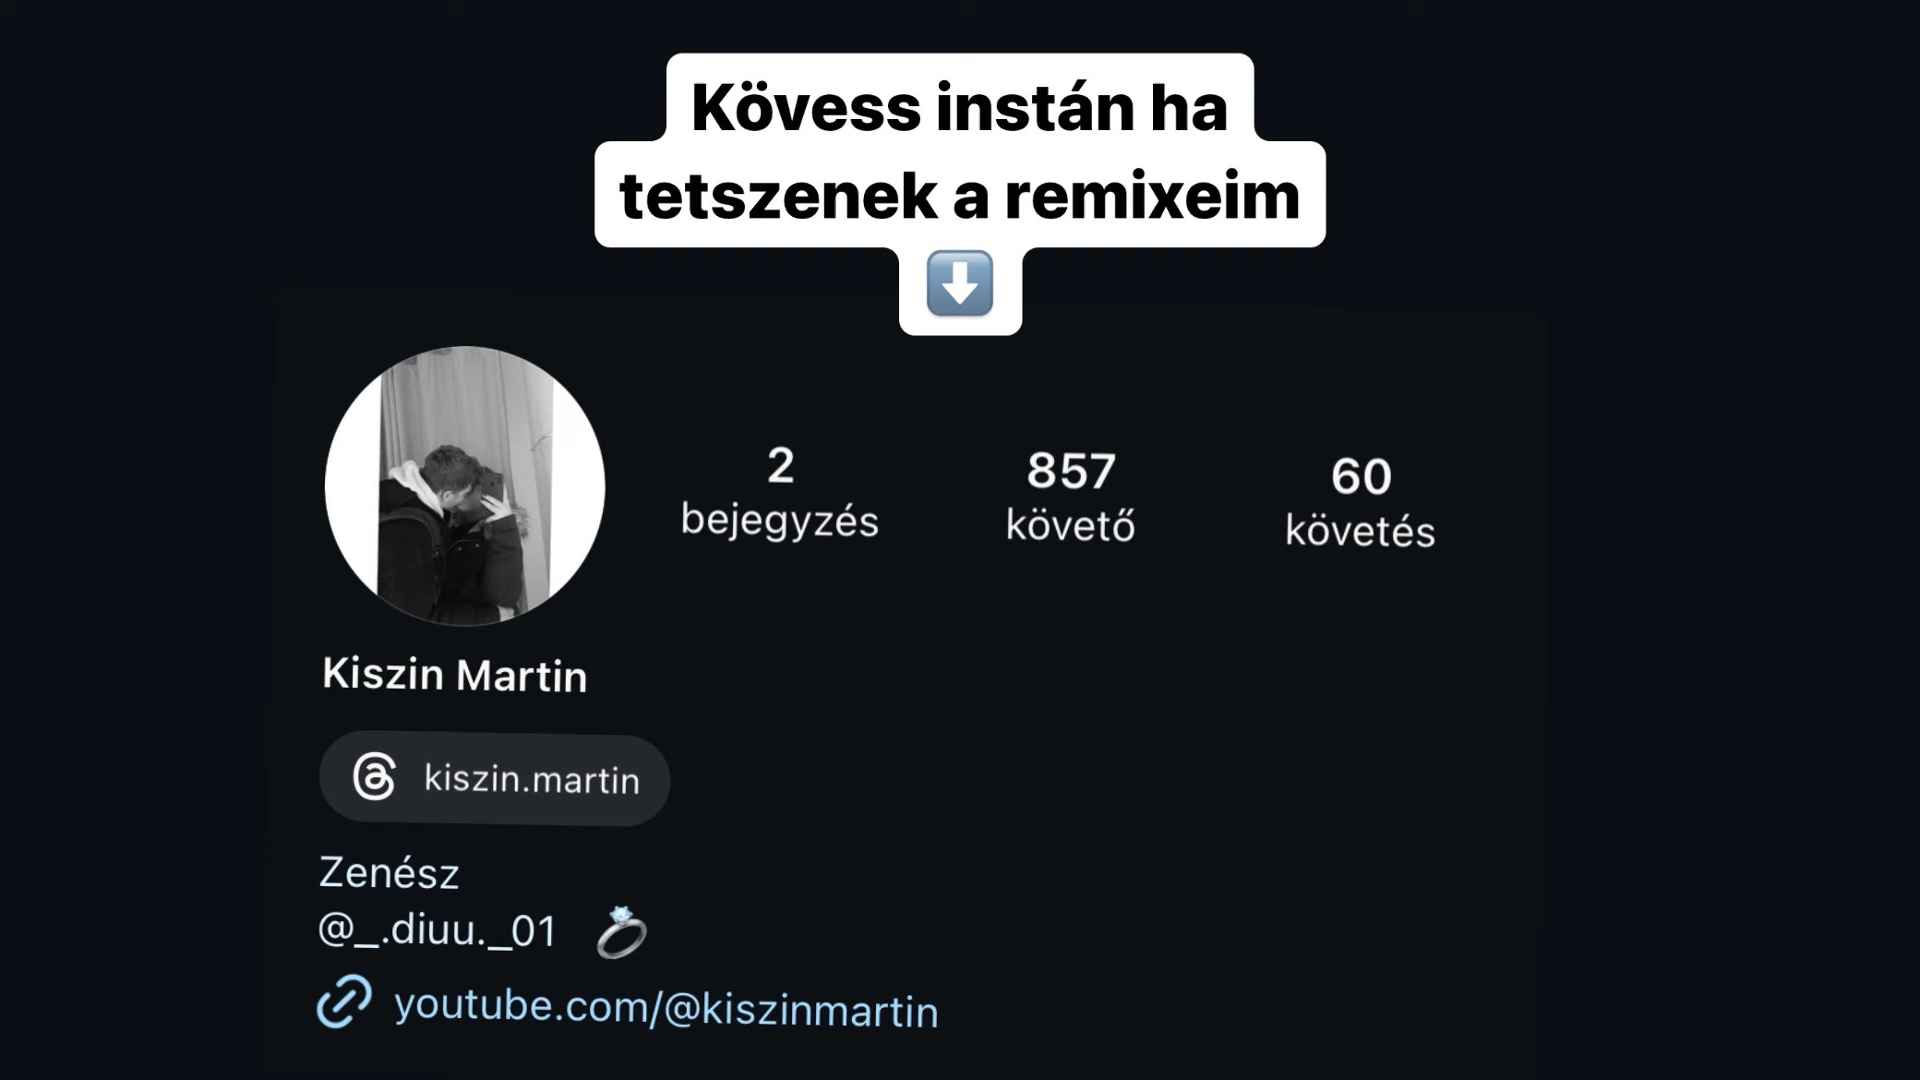 Kövess instán ha
tetszenek a remixeim
⬇️
2 857 60
bejegyzés követő követés
Kiszin Martin
kiszin.martin
Zenész
@_.diuu._01 💍
youtube.com/@kiszinmartin